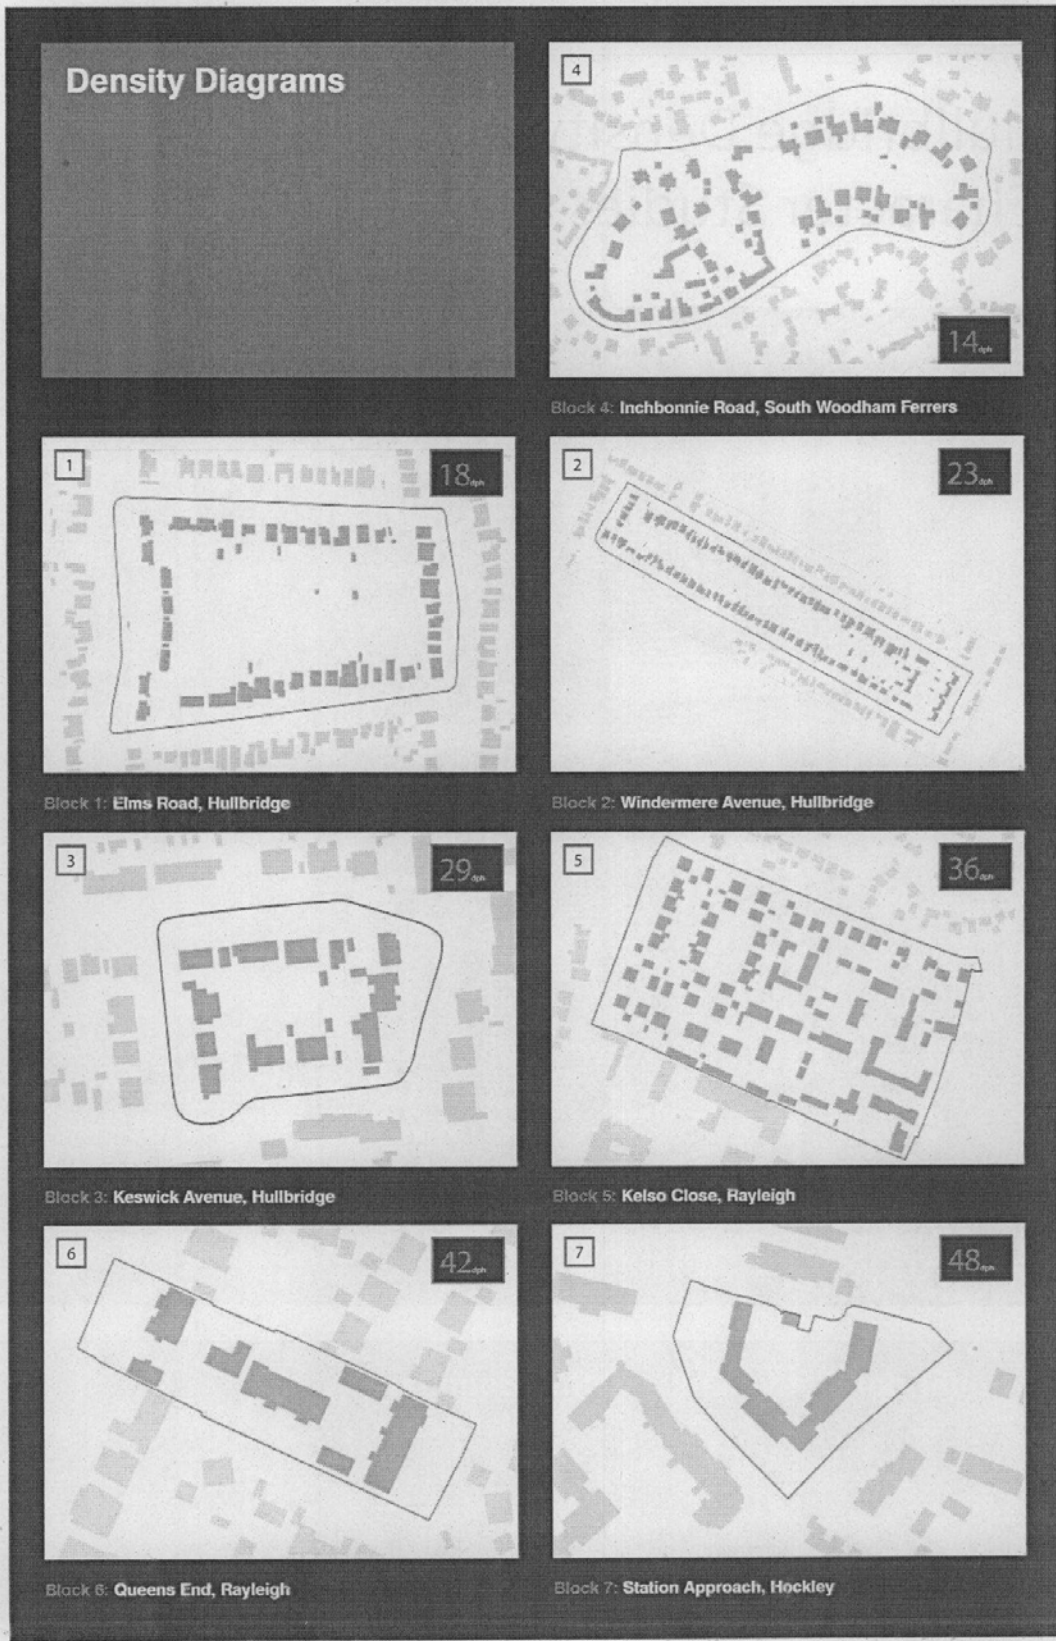 Density Diagrams
4
14dph
Block 4: Inchbonnie Road, South Woodham Ferrers
1
18dph
Block 1: Elms Road, Hullbridge
2
23dph
Block 2: Windermere Avenue, Hullbridge
3
29dph
Block 3: Keswick Avenue, Hullbridge
5
36dph
Block 5: Kelso Close, Rayleigh
6
42dph
Block 6: Queens End, Rayleigh
7
48dph
Block 7: Station Approach, Hockley